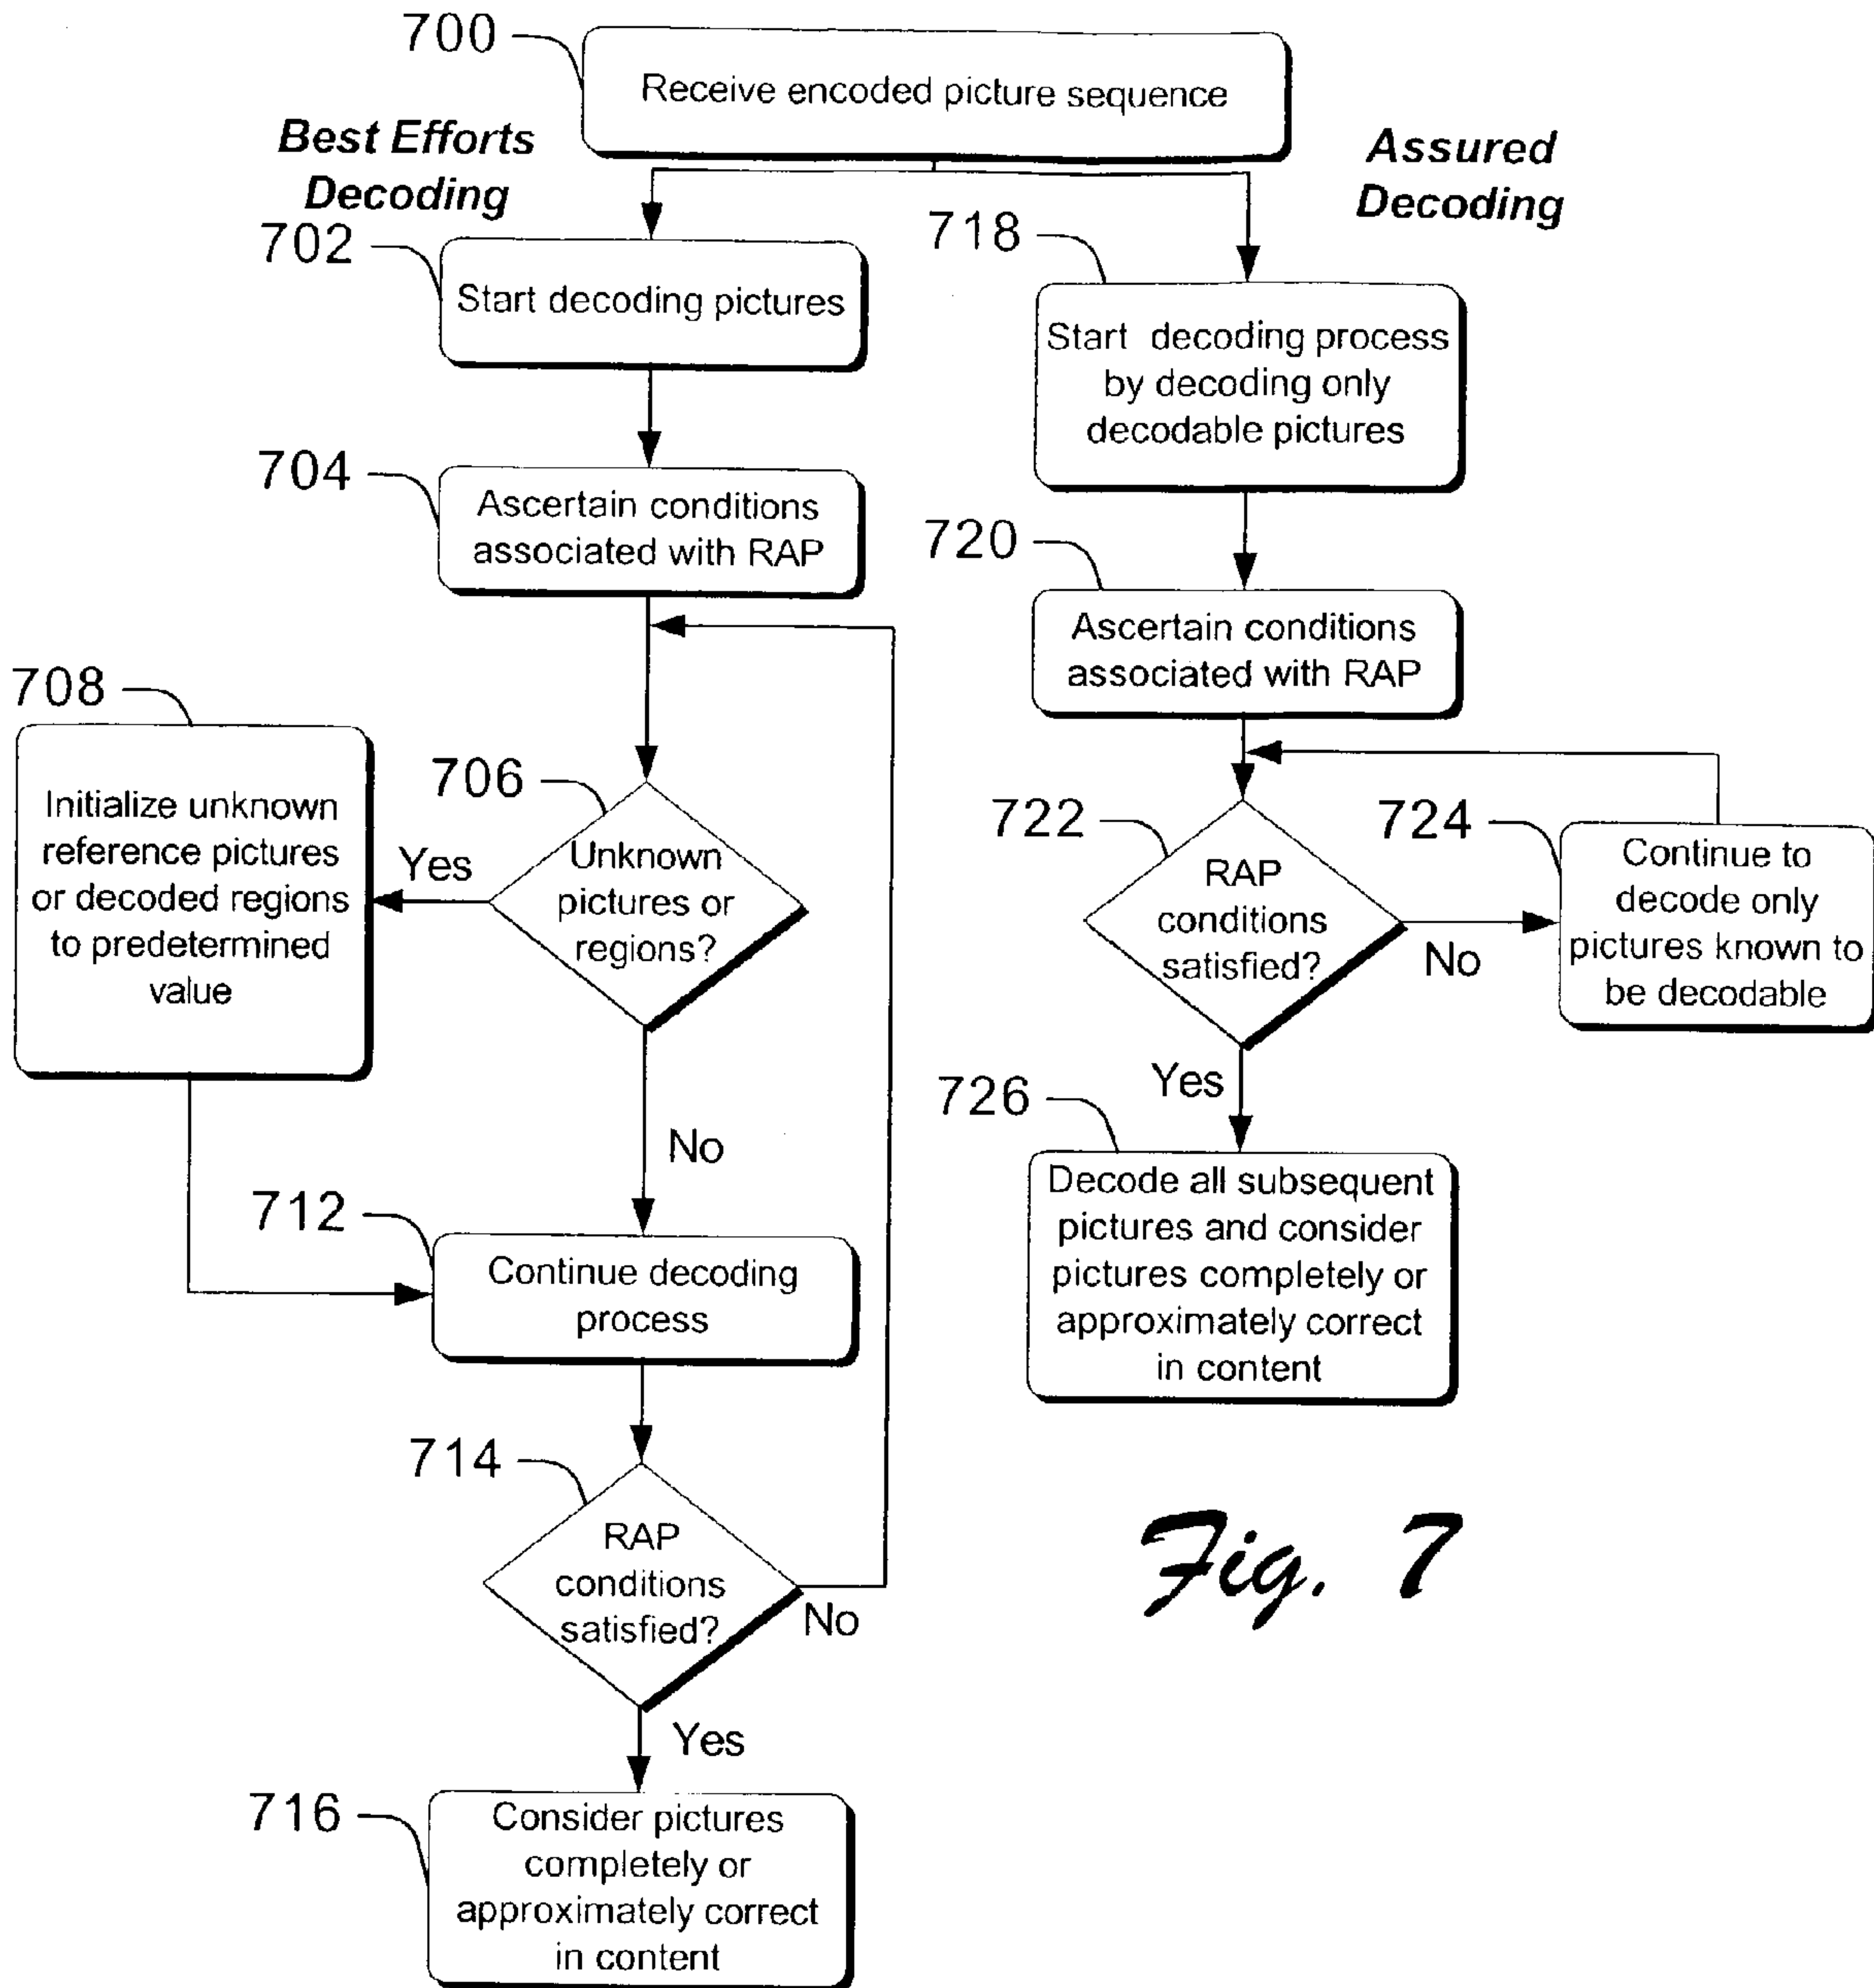 700
Receive encoded picture sequence
Best Efforts
Decoding
Assured
Decoding
702
Start decoding pictures
704
Ascertain conditions
associated with RAP
706
Unknown
pictures or
regions?
Yes
No
708
Initialize unknown
reference pictures
or decoded regions
to predetermined
value
712
Continue decoding
process
714
RAP
conditions
satisfied?
No
Yes
716
Consider pictures
completely or
approximately correct
in content
718
Start decoding process
by decoding only
decodable pictures
720
Ascertain conditions
associated with RAP
722
RAP
conditions
satisfied?
No
Yes
724
Continue to
decode only
pictures known to
be decodable
726
Decode all subsequent
pictures and consider
pictures completely or
approximately correct
in content
Fig. 7